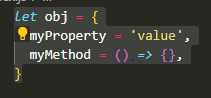 let obj = {
myProperty = 'value',
myMethod = () => {},
}